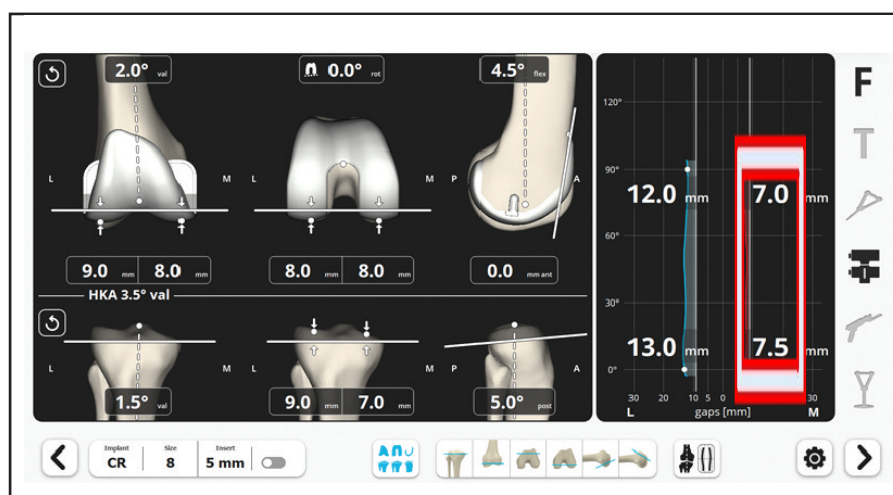 2.0° val
0.0° rot
4.5° flex
L M
L M
P A
9.0 mm 8.0 mm
8.0 mm 8.0 mm
0.0 mm ant
HKA 3.5° val
L M
L M
P A
1.5° val
9.0 mm 7.0 mm
5.0° post
120°
90°
12.0 mm 7.0 mm
60°
30°
13.0 mm 7.5 mm
0°
30 20 10 5 0 30
L gaps [mm] M
F
T
Implant Size Insert
CR 8 5 mm